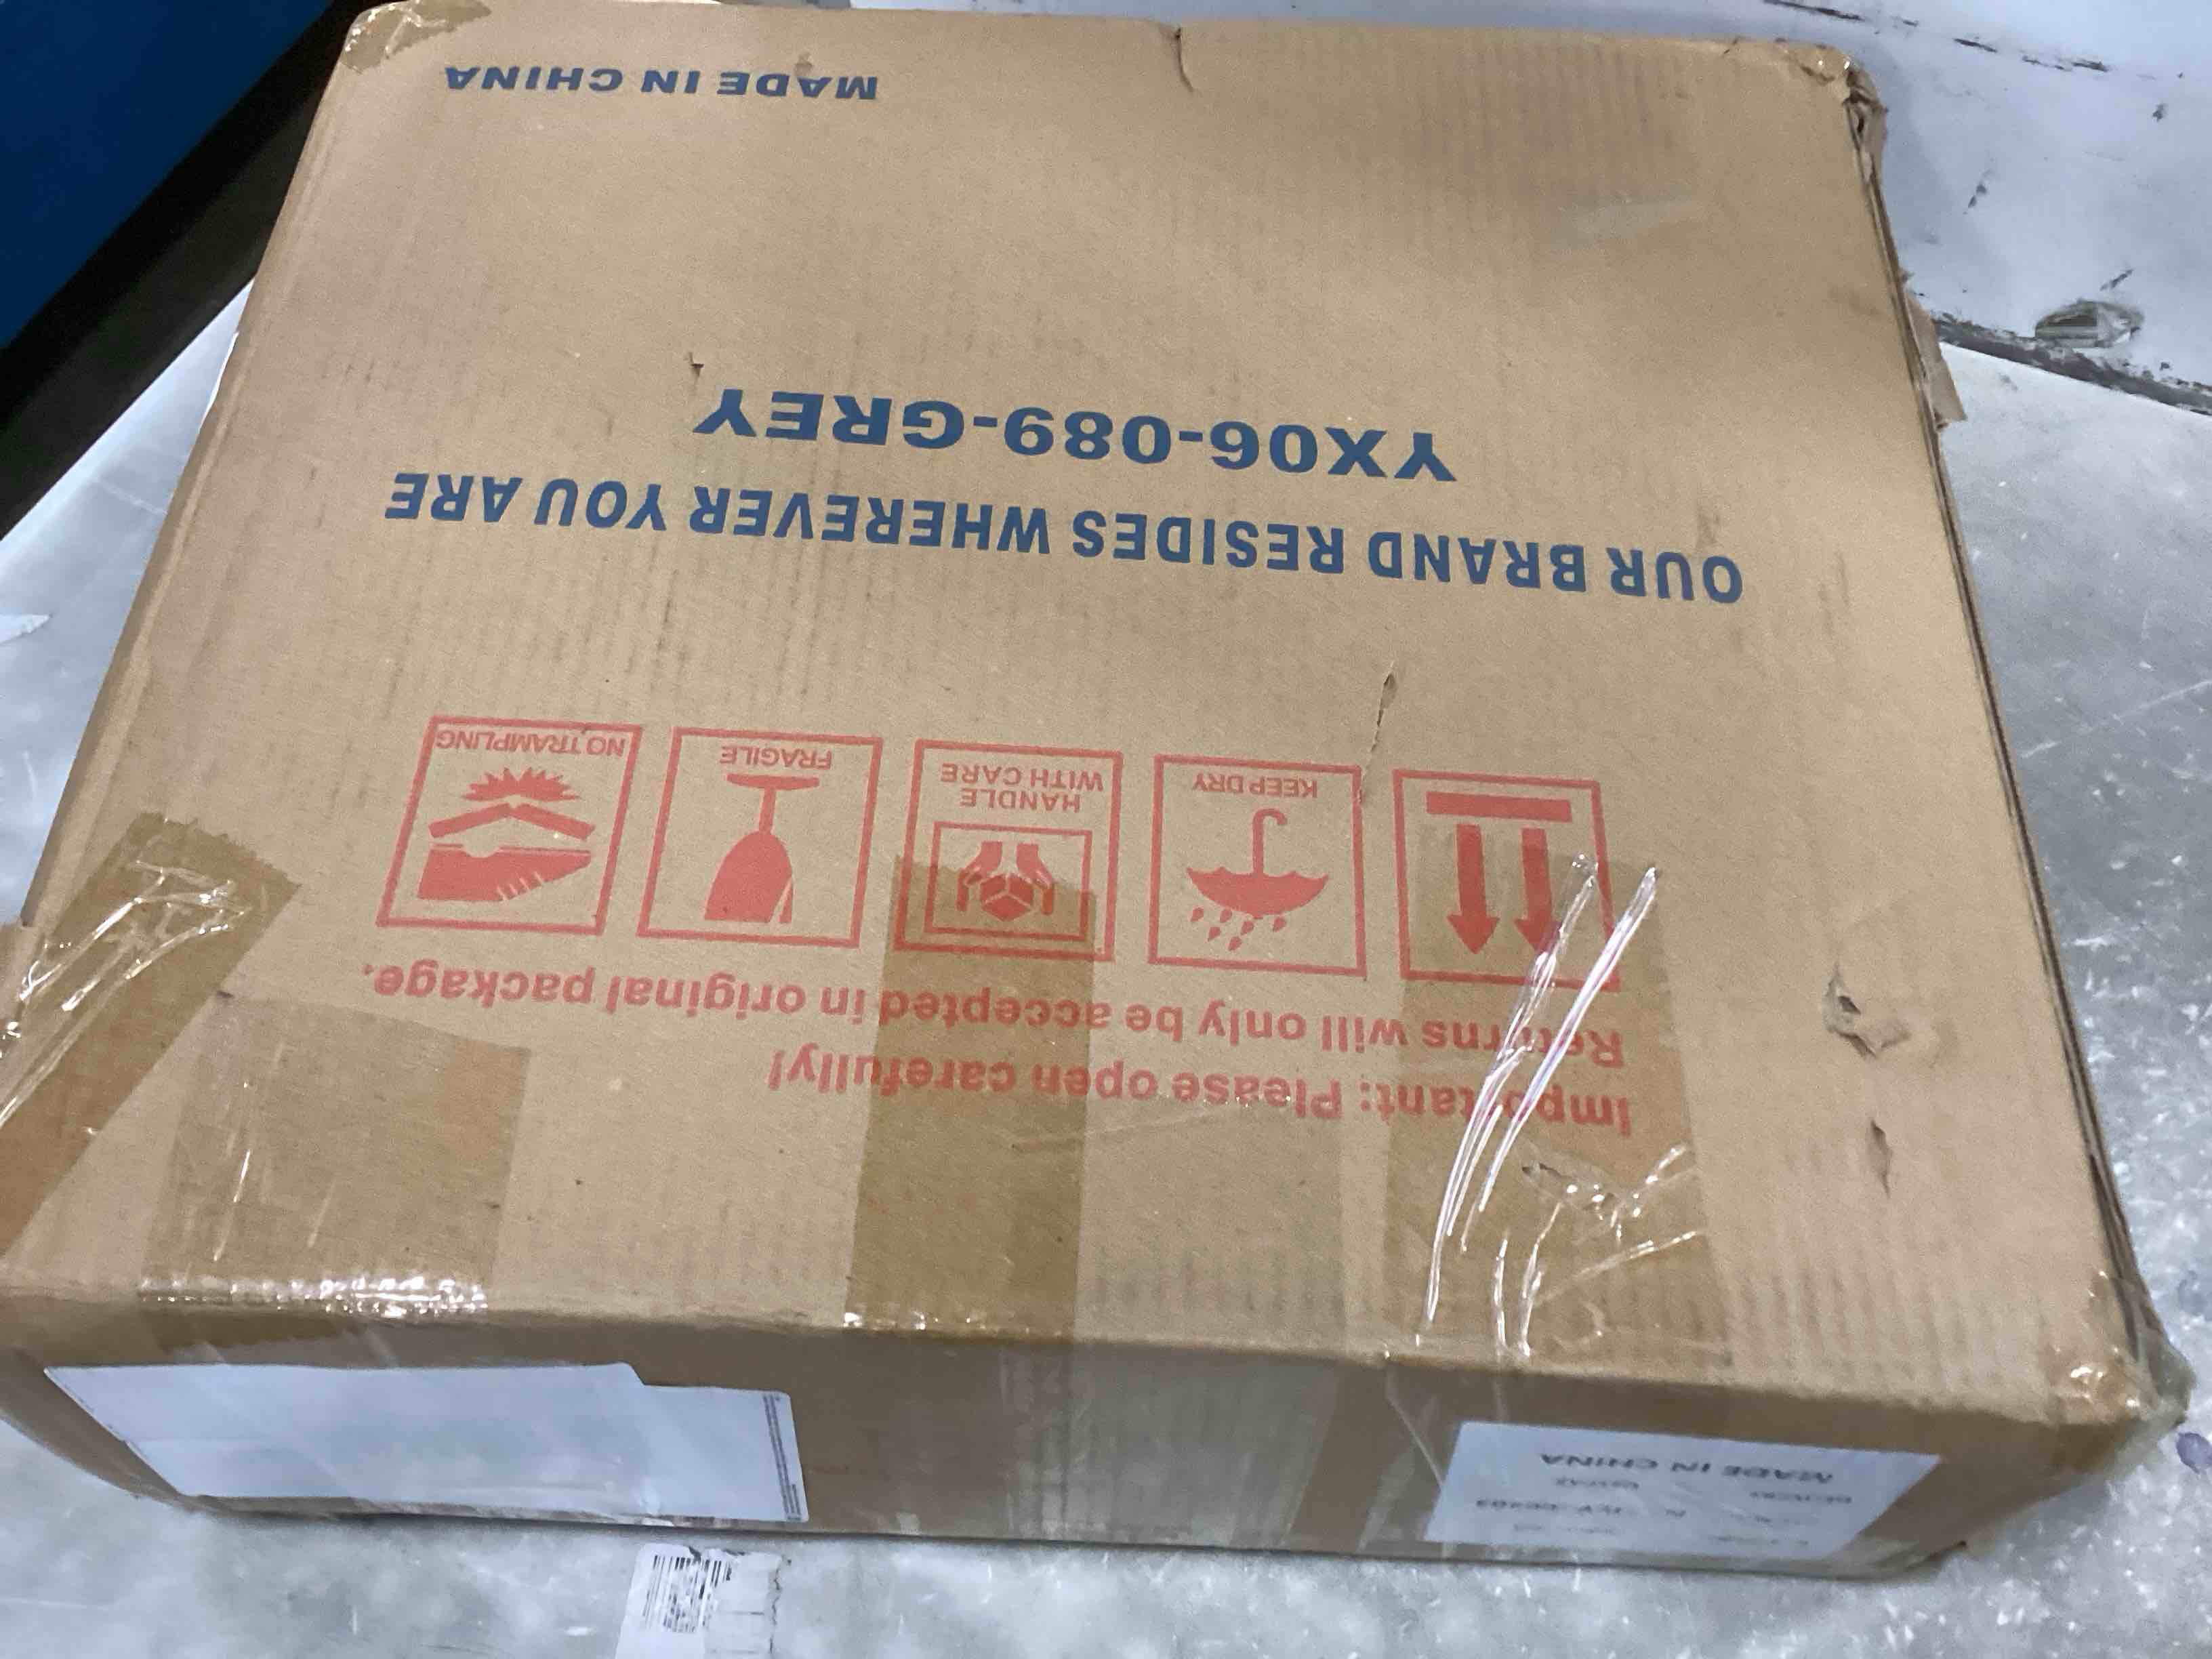 Important: Please open carefully!
Returns will only be accepted in original package.
KEEP DRY
HANDLE
WITH CARE
FRAGILE
NO TRAMPLING
OUR BRAND RESIDES WHEREVER YOU ARE
YX06-089-GREY
MADE IN CHINA
MADE IN CHINA